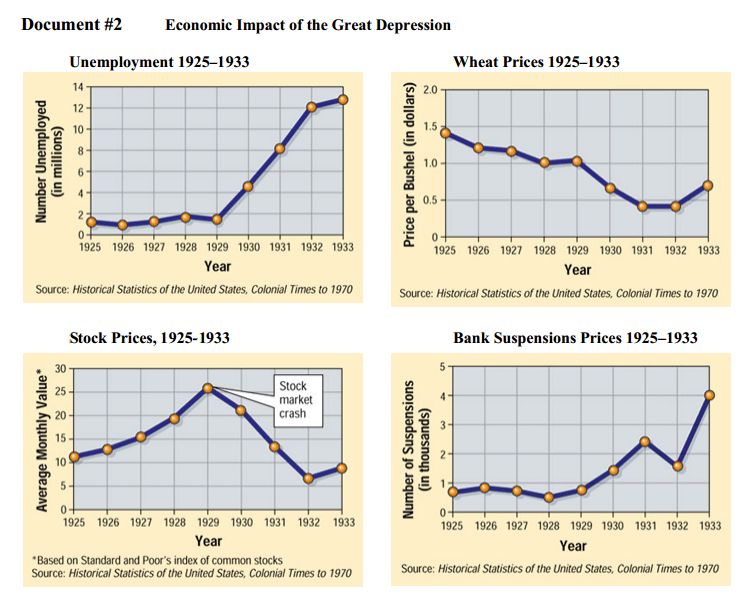 Document #2 Economic Impact of the Great Depression
Unemployment 1925–1933
Number Unemployed
(in millions)
14
12
10
8
6
4
2
0
1925 1926 1927 1928 1929 1930 1931 1932 1933
Year
Source: Historical Statistics of the United States, Colonial Times to 1970
Wheat Prices 1925–1933
Price per Bushel (in dollars)
2.0
1.5
1.0
0.5
0
1925 1926 1927 1928 1929 1930 1931 1932 1933
Year
Source: Historical Statistics of the United States, Colonial Times to 1970
Stock Prices, 1925-1933
Average Monthly Value*
30
25
20
15
10
5
0
Stock
market
crash
1925 1926 1927 1928 1929 1930 1931 1932 1933
Year
*Based on Standard and Poor's index of common stocks
Source: Historical Statistics of the United States, Colonial Times to 1970
Bank Suspensions Prices 1925–1933
Number of Suspensions
(in thousands)
5
4
3
2
1
0
1925 1926 1927 1928 1929 1930 1931 1932 1933
Year
Source: Historical Statistics of the United States, Colonial Times to 1970